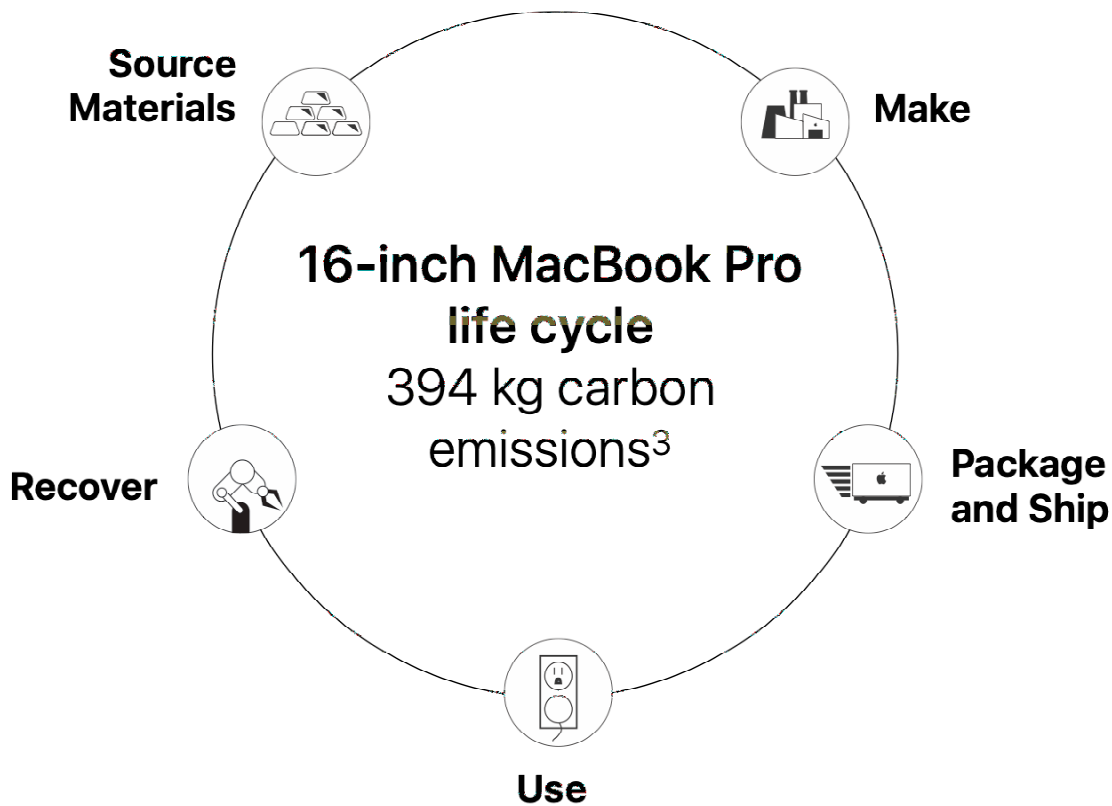 Source
Materials
Make
16-inch MacBook Pro
life cycle
394 kg carbon
emissions³
Recover
Package
and Ship
Use